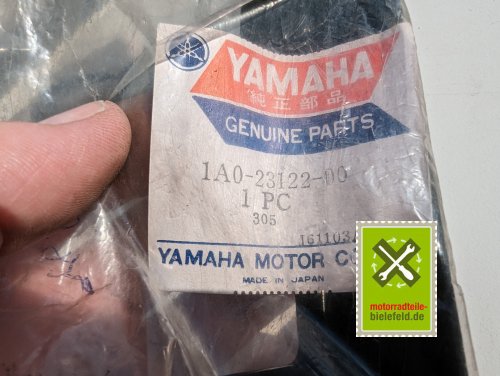 YAMAHA
純正部品
GENUINE PARTS
1A0-23122-00
1 PC
305
161103
YAMAHA MOTOR CO
MADE IN JAPAN
motorradteile-
bielefeld.de